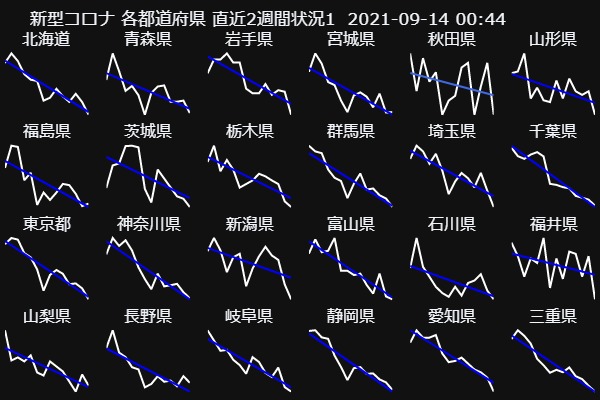 新型コロナ 各都道府県 直近2週間状況1 2021-09-14 00:44
北海道 青森県 岩手県 宮城県 秋田県 山形県
福島県 茨城県 栃木県 群馬県 埼玉県 千葉県
東京都 神奈川県 新潟県 富山県 石川県 福井県
山梨県 長野県 岐阜県 静岡県 愛知県 三重県